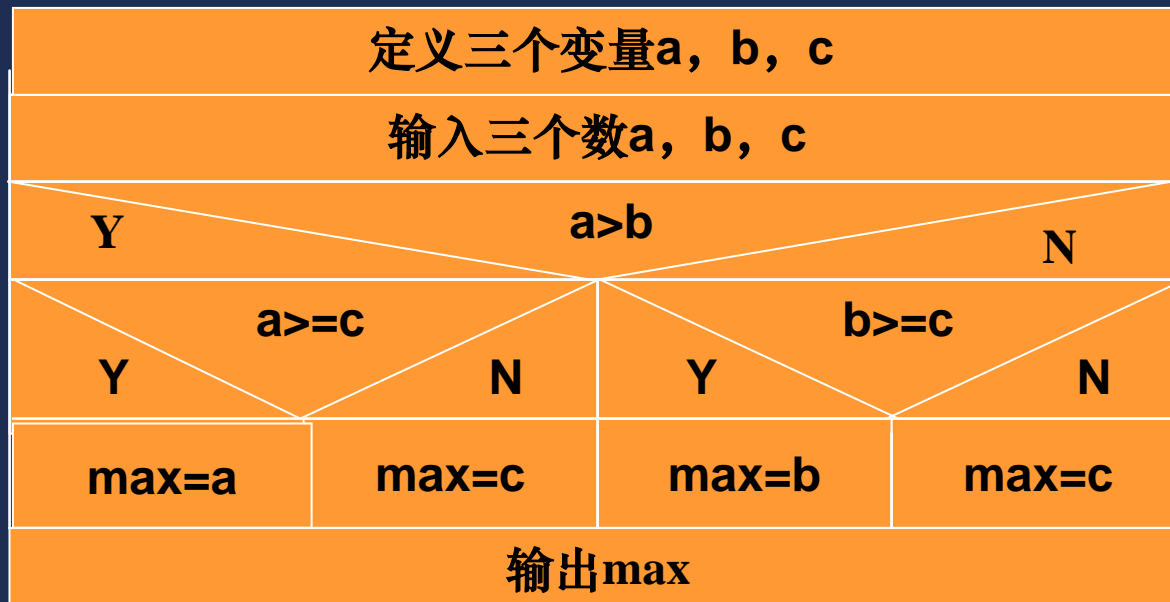 定义三个变量a，b，c
输入三个数a，b，c
a>b
Y
N
a>=c
b>=c
Y
N
Y
N
max=a
max=c
max=b
max=c
输出max